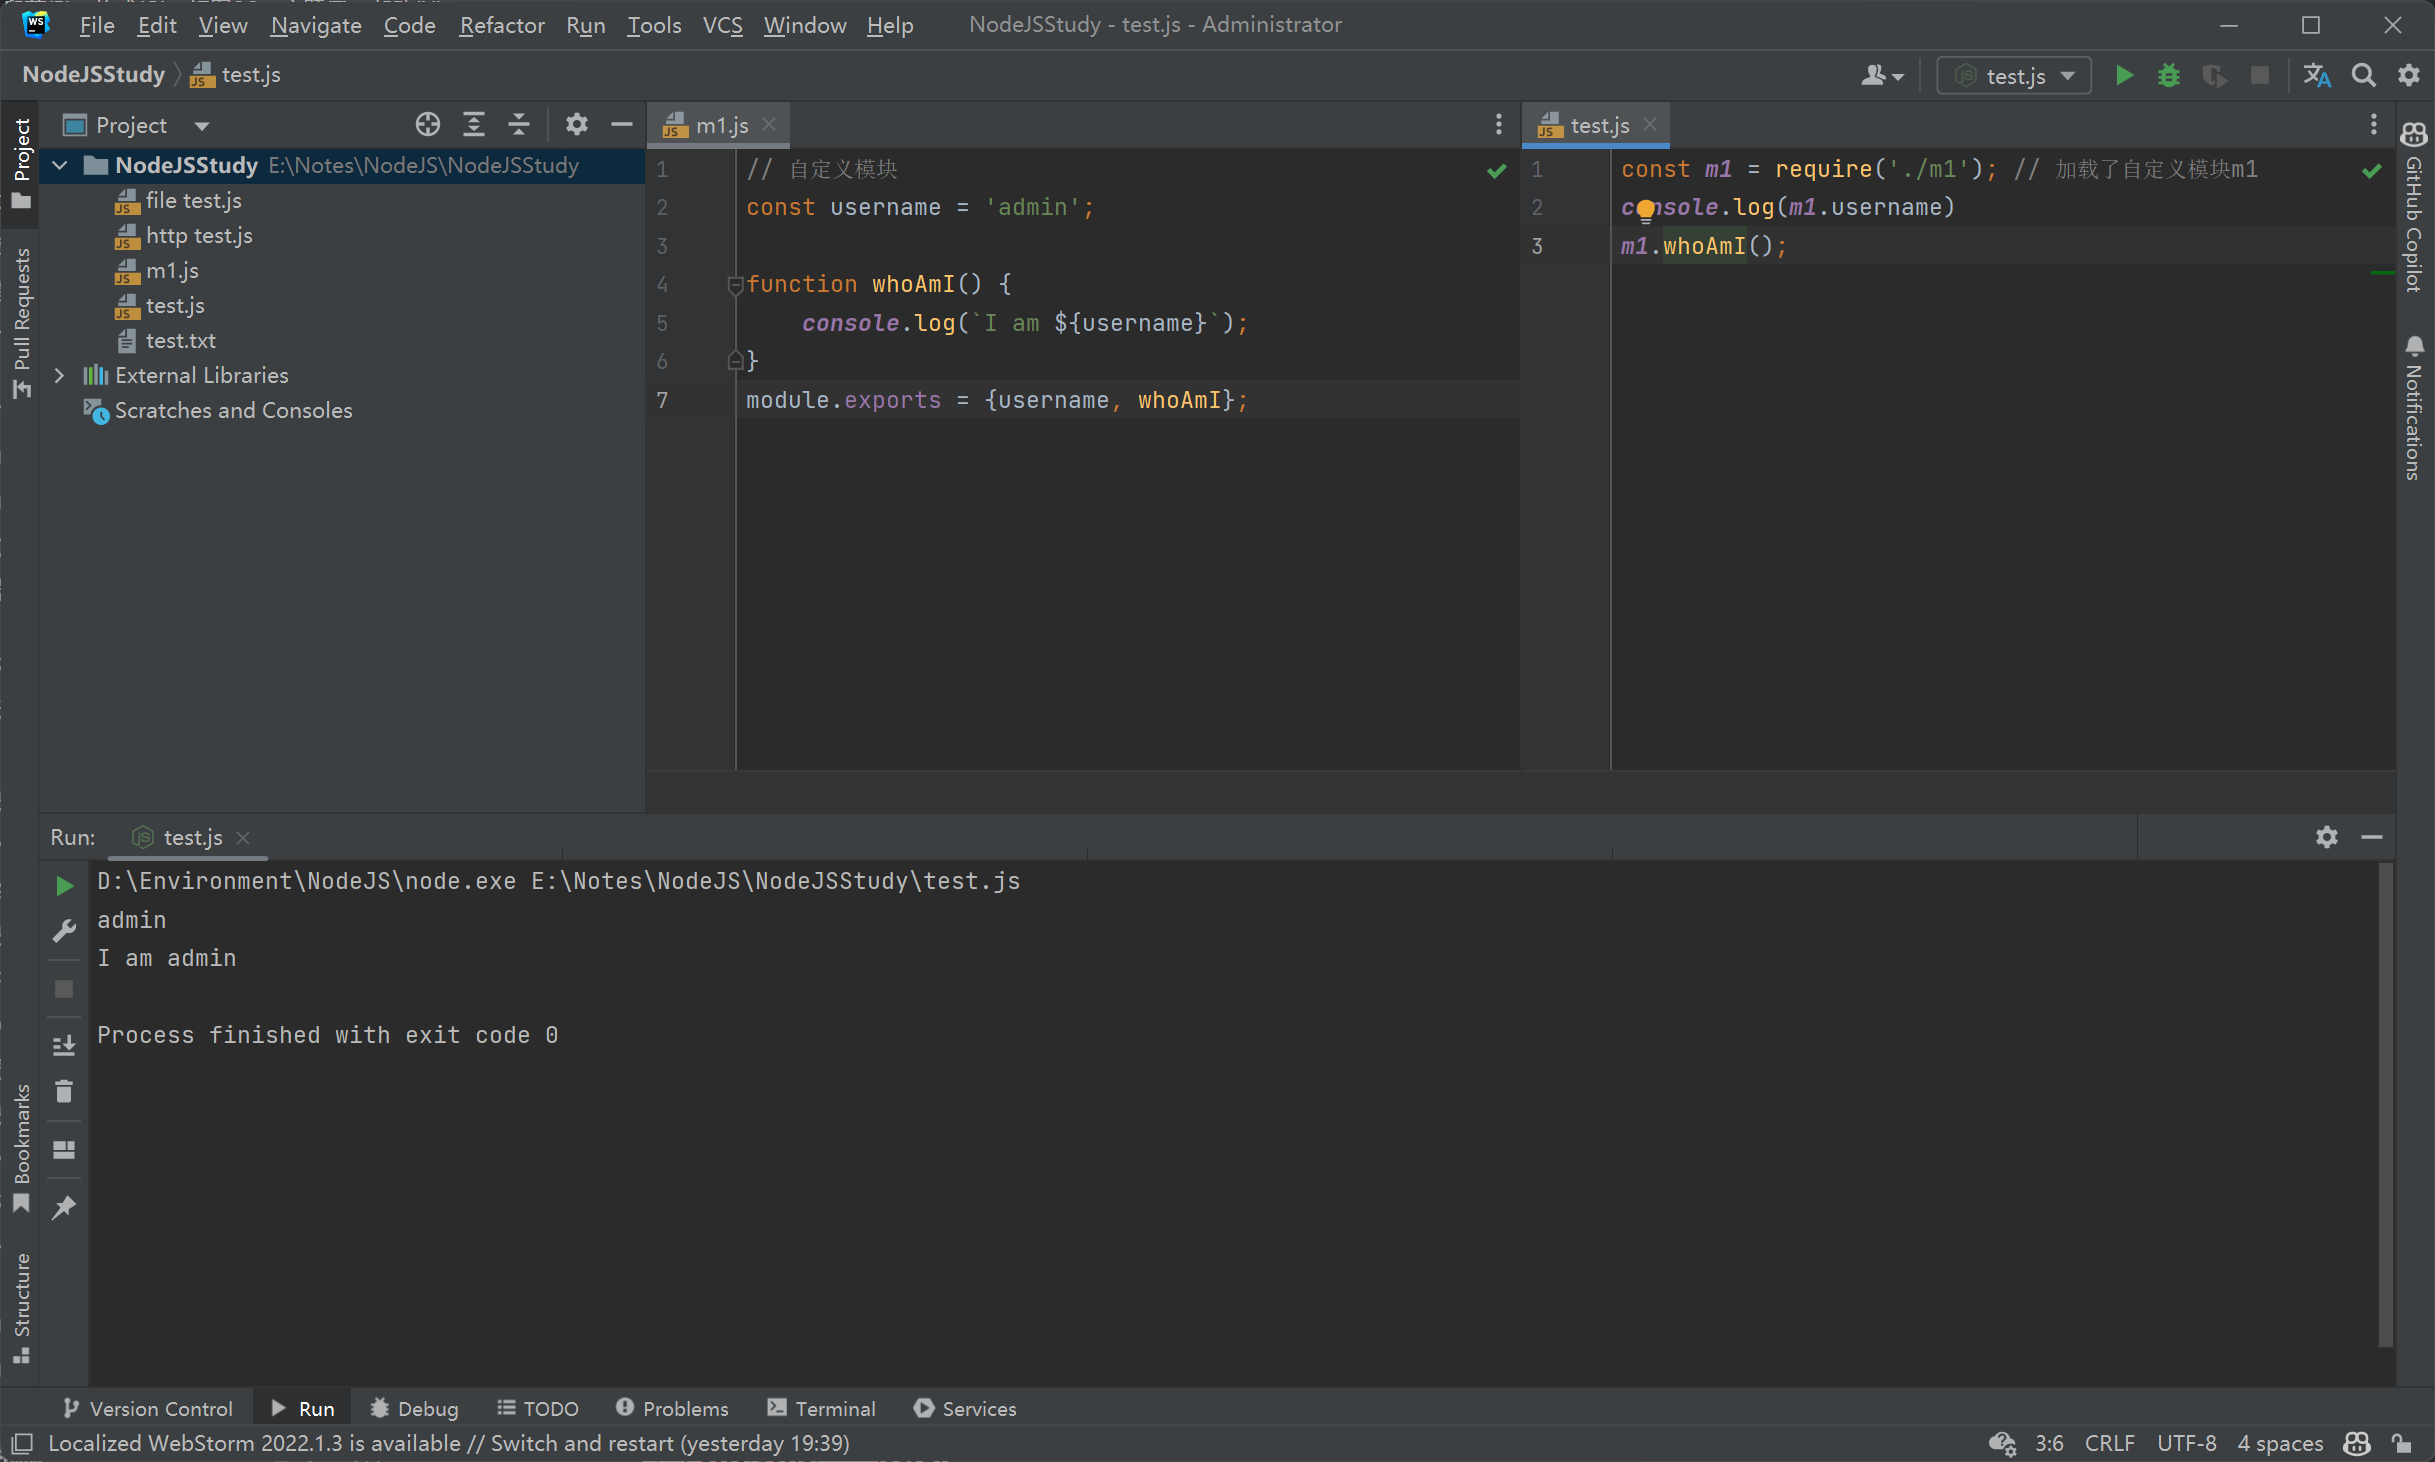 File Edit View Navigate Code Refactor Run Tools VCS Window Help NodeJSStudy - test.js - Administrator
NodeJSStudy test.js
test.js
Project
NodeJSStudy E:\Notes\NodeJS\NodeJSStudy
file test.js
http test.js
m1.js
test.js
test.txt
External Libraries
Scratches and Consoles
m1.js
1 // 自定义模块
2 const username = 'admin';
3
4 function whoAmI() {
5 console.log(`I am ${username}`);
6 }
7 module.exports = {username, whoAmI};
test.js
1 const m1 = require('./m1'); // 加载了自定义模块m1
2 console.log(m1.username)
3 m1.whoAmI();
Project
Pull Requests
Bookmarks
Structure
GitHub Copilot
Notifications
Run: test.js
D:\Environment\NodeJS\node.exe E:\Notes\NodeJS\NodeJSStudy\test.js
admin
I am admin
Process finished with exit code 0
Version Control Run Debug TODO Problems Terminal Services
Localized WebStorm 2022.1.3 is available // Switch and restart (yesterday 19:39)
3:6 CRLF UTF-8 4 spaces